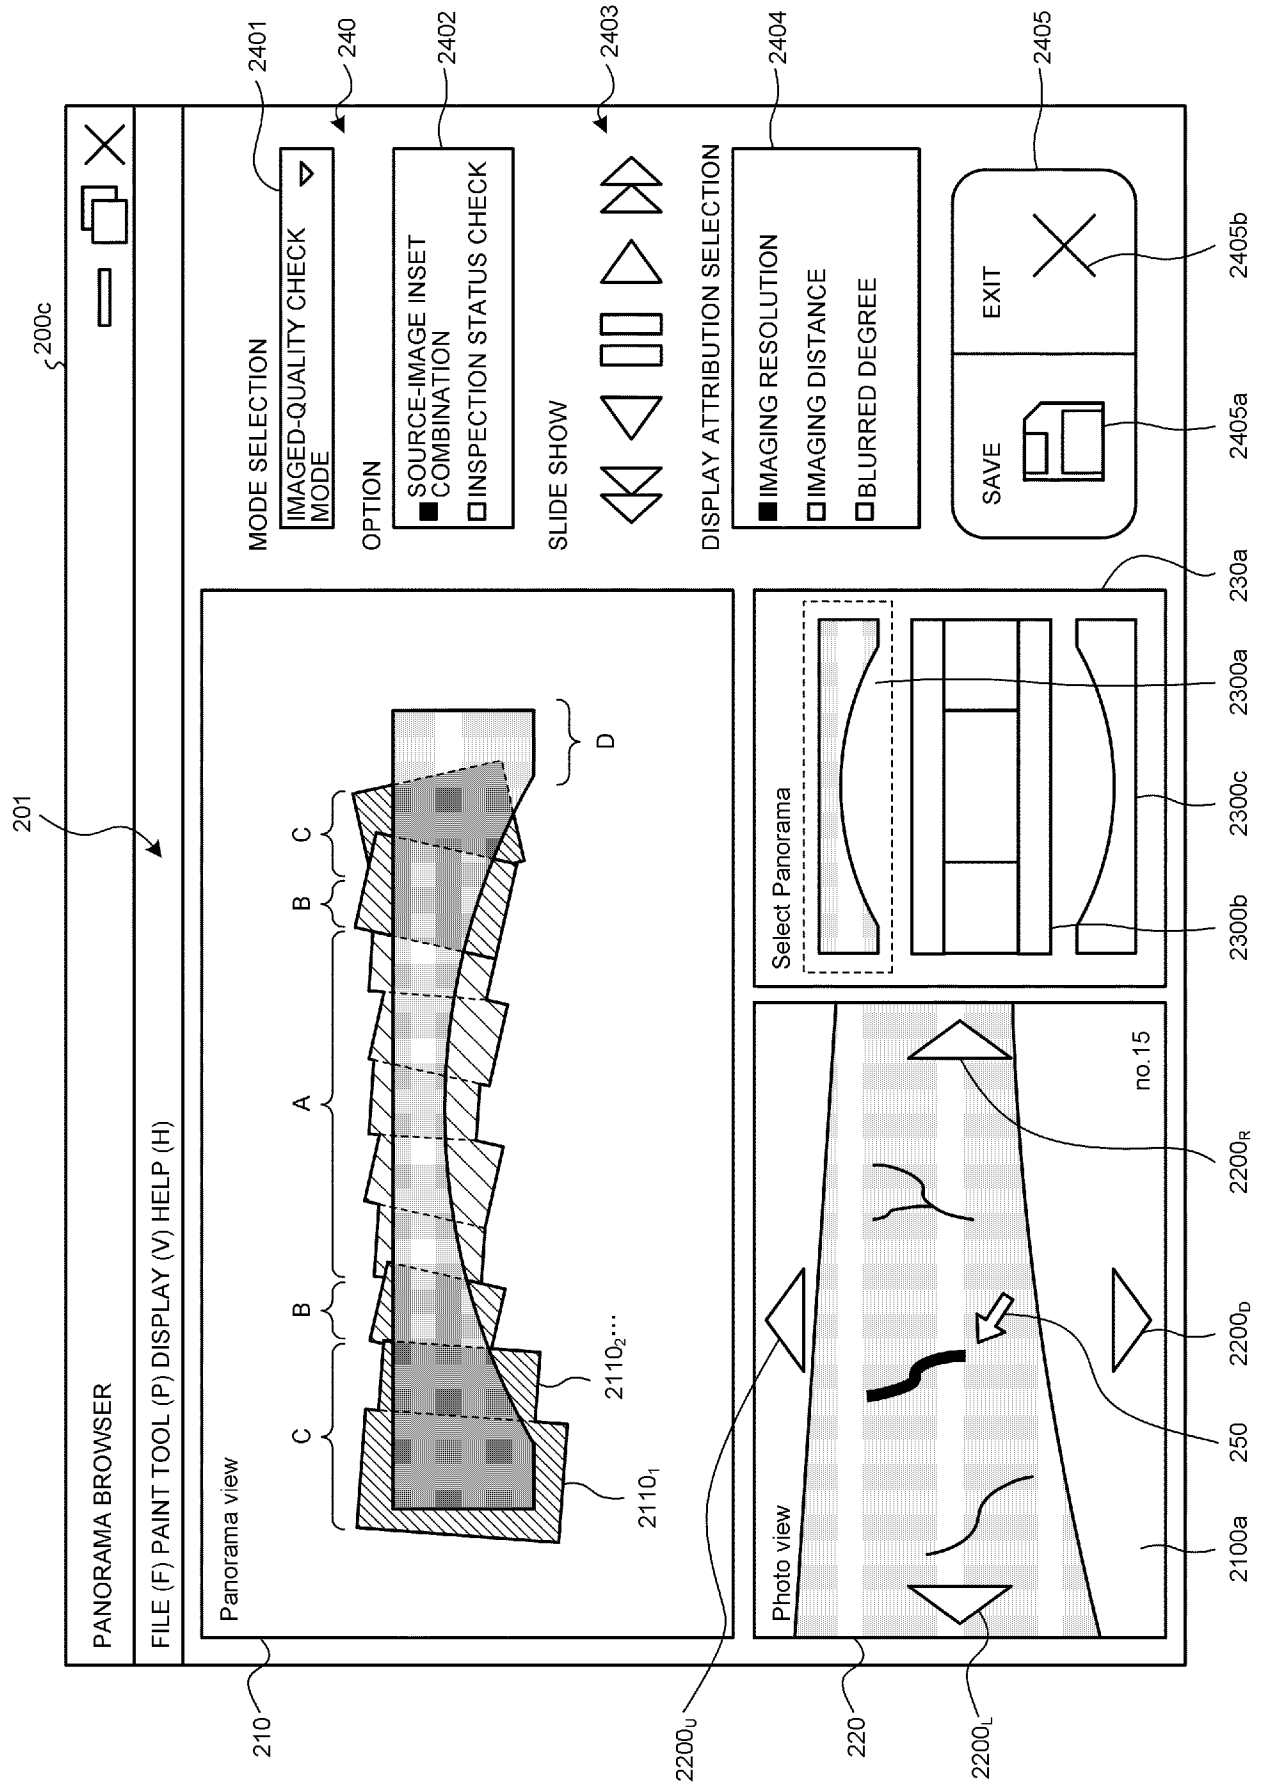 200c
201
PANORAMA BROWSER
FILE (F) PAINT TOOL (P) DISPLAY (V) HELP (H)
210
Panorama view
C
B
A
B
C
D
2110₁
2110₂...
MODE SELECTION
IMAGED-QUALITY CHECK
MODE
2401
240
OPTION
■ SOURCE-IMAGE INSET
COMBINATION
□ INSPECTION STATUS CHECK
2402
SLIDE SHOW
2403
DISPLAY ATTRIBUTION SELECTION
■ IMAGING RESOLUTION
□ IMAGING DISTANCE
□ BLURRED DEGREE
2404
SAVE
EXIT
2405
2405a
2405b
2200U
220
2200L
Photo view
no.15
2100a
250
2200D
2200R
Select Panorama
2300b
2300c
2300a
230a